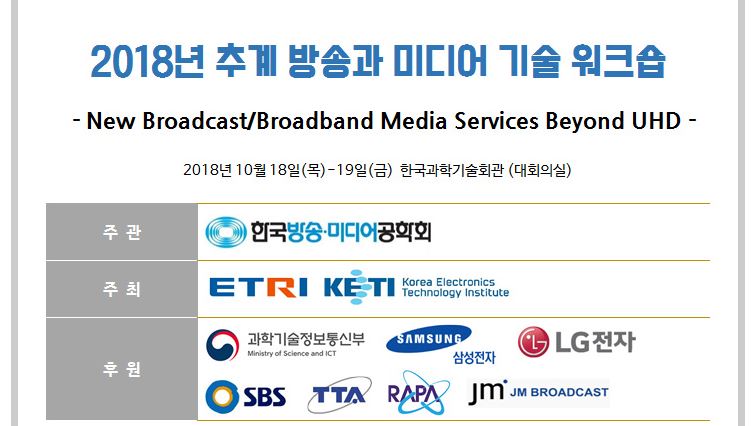 2018년 추계 방송과 미디어 기술 워크숍
- New Broadcast/Broadband Media Services Beyond UHD -
2018년 10월 18일(목)-19일(금) 한국과학기술회관 (대회의실)
주 관
한국방송·미디어공학회
주 최
ETRI KETI Korea Electronics
Technology Institute
후 원
과학기술정보통신부
Ministry of Science and ICT
SAMSUNG
삼성전자
LG전자
SBS TTA RAPA jm JM BROADCAST